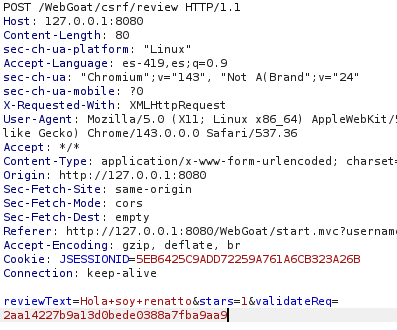 POST /WebGoat/csrf/review HTTP/1.1
Host: 127.0.0.1:8080
Content-Length: 80
sec-ch-ua-platform: "Linux"
Accept-Language: es-419,es;q=0.9
sec-ch-ua: "Chromium";v="143", "Not A(Brand";v="24"
sec-ch-ua-mobile: ?0
X-Requested-With: XMLHttpRequest
User-Agent: Mozilla/5.0 (X11; Linux x86_64) AppleWebKit/5
like Gecko) Chrome/143.0.0.0 Safari/537.36
Accept: */*
Content-Type: application/x-www-form-urlencoded; charset=
Origin: http://127.0.0.1:8080
Sec-Fetch-Site: same-origin
Sec-Fetch-Mode: cors
Sec-Fetch-Dest: empty
Referer: http://127.0.0.1:8080/WebGoat/start.mvc?username
Accept-Encoding: gzip, deflate, br
Cookie: JSESSIONID=5EB6425C9ADD72259A761A6CB323A26B
Connection: keep-alive
reviewText=Hola+soy+renatto&stars=1&validateReq=
2aa14227b9a13d0bede0388a7fba9aa9